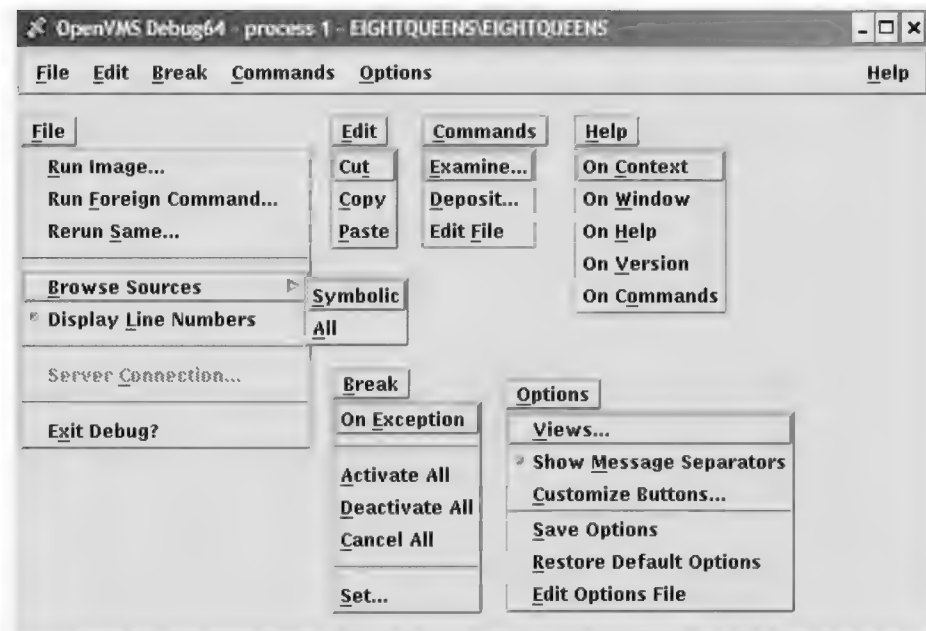 OpenVMS Debug64 - process 1 - EIGHTQUEENS\EIGHTQUEENS
File Edit Break Commands Options Help
File
Run Image...
Run Foreign Command...
Rerun Same...
Browse Sources
Display Line Numbers
Server Connection...
Exit Debug?
Symbolic
All
Edit
Cut
Copy
Paste
Commands
Examine...
Deposit...
Edit File
Help
On Context
On Window
On Help
On Version
On Commands
Break
On Exception
Activate All
Deactivate All
Cancel All
Set...
Options
Views...
Show Message Separators
Customize Buttons...
Save Options
Restore Default Options
Edit Options File